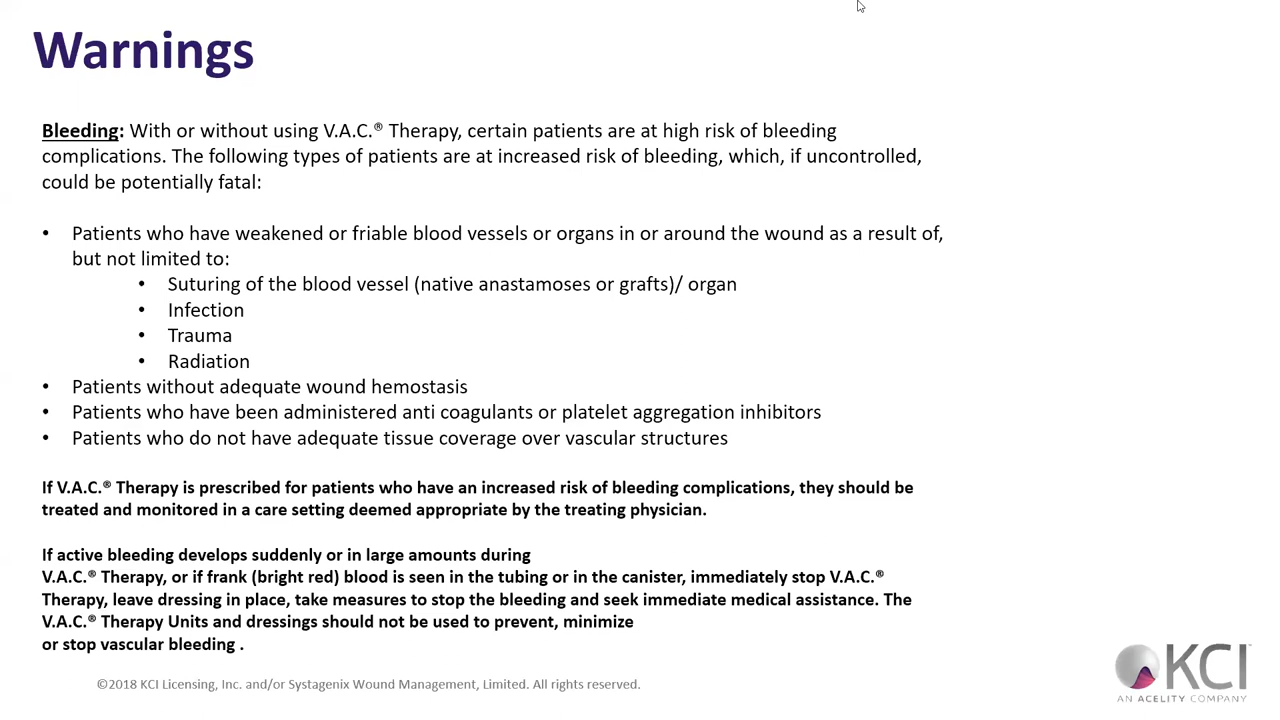 Warnings
Bleeding: With or without using V.A.C.® Therapy, certain patients are at high risk of bleeding
complications. The following types of patients are at increased risk of bleeding, which, if uncontrolled,
could be potentially fatal:
• Patients who have weakened or friable blood vessels or organs in or around the wound as a result of,
but not limited to:
• Suturing of the blood vessel (native anastamoses or grafts)/ organ
• Infection
• Trauma
• Radiation
• Patients without adequate wound hemostasis
• Patients who have been administered anti coagulants or platelet aggregation inhibitors
• Patients who do not have adequate tissue coverage over vascular structures
If V.A.C.® Therapy is prescribed for patients who have an increased risk of bleeding complications, they should be
treated and monitored in a care setting deemed appropriate by the treating physician.
If active bleeding develops suddenly or in large amounts during
V.A.C.® Therapy, or if frank (bright red) blood is seen in the tubing or in the canister, immediately stop V.A.C.®
Therapy, leave dressing in place, take measures to stop the bleeding and seek immediate medical assistance. The
V.A.C.® Therapy Units and dressings should not be used to prevent, minimize
or stop vascular bleeding .
©2018 KCI Licensing, Inc. and/or Systagenix Wound Management, Limited. All rights reserved.
KCI™
AN ACELITY COMPANY